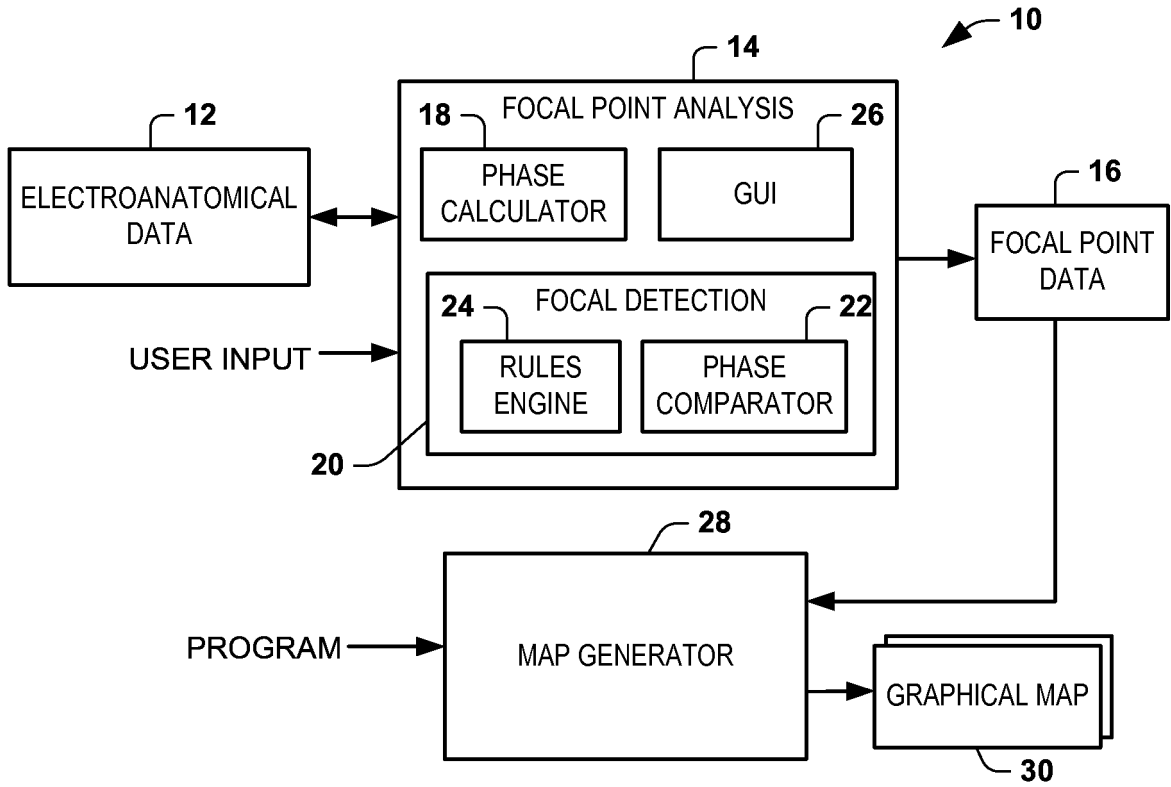 10
14
12
FOCAL POINT ANALYSIS
18
26
16
ELECTROANATOMICAL
DATA
PHASE
CALCULATOR
GUI
FOCAL POINT
DATA
FOCAL DETECTION
24
22
USER INPUT
RULES
ENGINE
PHASE
COMPARATOR
20
28
PROGRAM
MAP GENERATOR
GRAPHICAL MAP
30